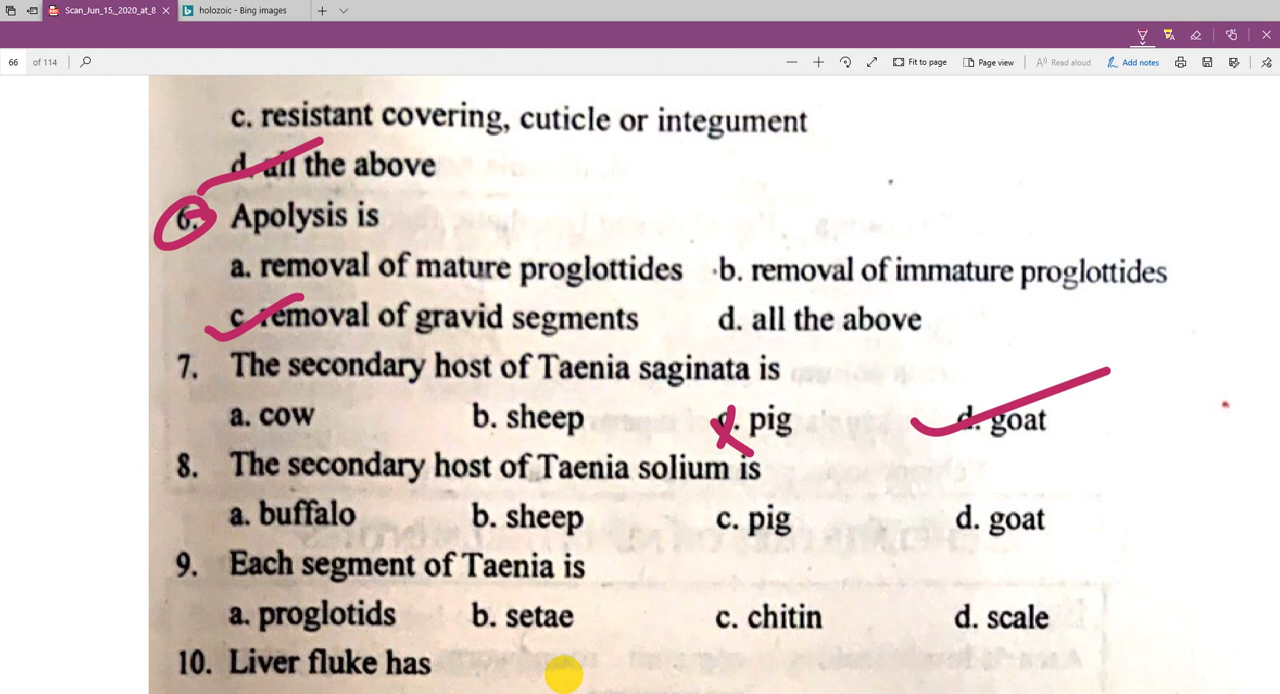 Scan_Jun_15,_2020_at_8
holozoic - Bing images
66 of 114
Fit to page
Page view
Read aloud
Add notes
c. resistant covering, cuticle or integument
d. all the above
6. Apolysis is
a. removal of mature proglottides b. removal of immature proglottides
c. removal of gravid segments d. all the above
7. The secondary host of Taenia saginata is
a. cow b. sheep c. pig d. goat
8. The secondary host of Taenia solium is
a. buffalo b. sheep c. pig d. goat
9. Each segment of Taenia is
a. proglotids b. setae c. chitin d. scale
10. Liver fluke has